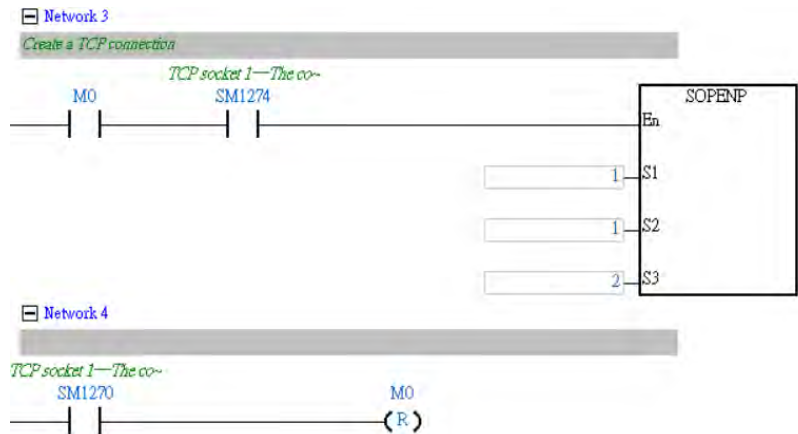 Network 3
Create a TCP connection
TCP socket 1—The co~
M0 SM1274 SOPENP
En
1 S1
1 S2
2 S3
Network 4
TCP socket 1—The co~
SM1270 M0
R